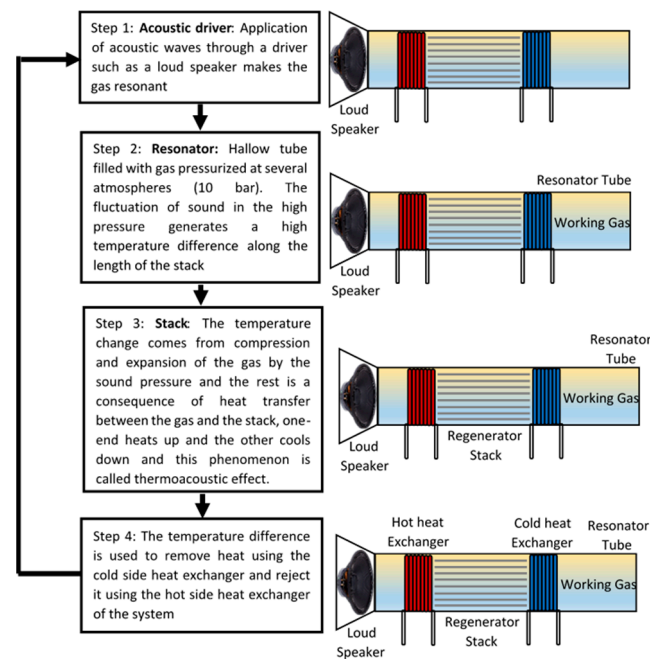 Step 1: Acoustic driver: Application
of acoustic waves through a driver
such as a loud speaker makes the
gas resonant
Loud
Speaker
Step 2: Resonator: Hallow tube
filled with gas pressurized at several
atmospheres (10 bar). The
fluctuation of sound in the high
pressure generates a high
temperature difference along the
length of the stack
Resonator Tube
Working Gas
Loud
Speaker
Step 3: Stack: The temperature
change comes from compression
and expansion of the gas by the
sound pressure and the rest is a
consequence of heat transfer
between the gas and the stack, one-
end heats up and the other cools
down and this phenomenon is
called thermoacoustic effect.
Resonator
Tube
Working Gas
Loud
Speaker
Regenerator
Stack
Step 4: The temperature difference
is used to remove heat using the
cold side heat exchanger and reject
it using the hot side heat exchanger
of the system
Hot heat
Exchanger
Cold heat
Exchanger
Resonator
Tube
Working Gas
Loud
Speaker
Regenerator
Stack